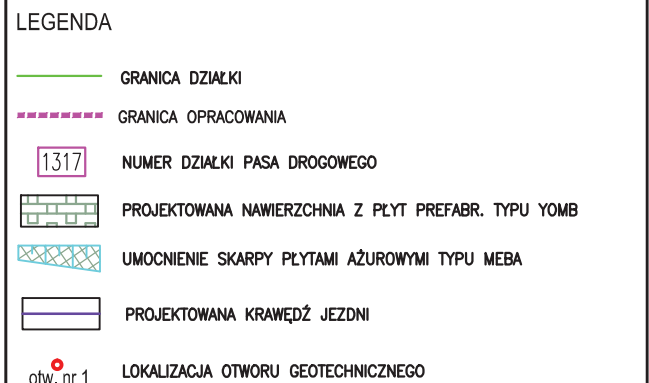 LEGENDA
GRANICA DZIAŁKI
GRANICA OPRACOWANIA
1317 NUMER DZIAŁKI PASA DROGOWEGO
PROJEKTOWANA NAWIERZCHNIA Z PŁYT PREFABR. TYPU YOMB
UMOCNIENIE SKARPY PŁYTAMI AŻUROWYMI TYPU MEBA
PROJEKTOWANA KRAWĘDŹ JEZDNI
otw. nr 1 LOKALIZACJA OTWORU GEOTECHNICZNEGO